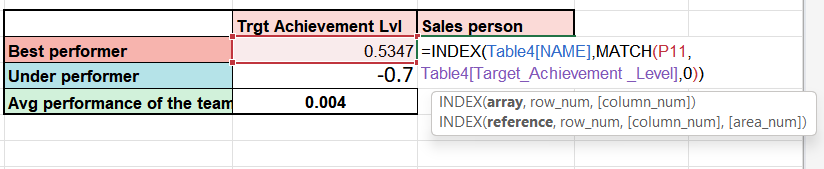 Trgt Achievement Lvl Sales person
Best performer 0.5347 =INDEX(Table4[NAME],MATCH(P11,
Under performer -0.7 Table4[Target_Achievement _Level],0))
Avg performance of the team 0.004
INDEX(array, row_num, [column_num])
INDEX(reference, row_num, [column_num], [area_num])